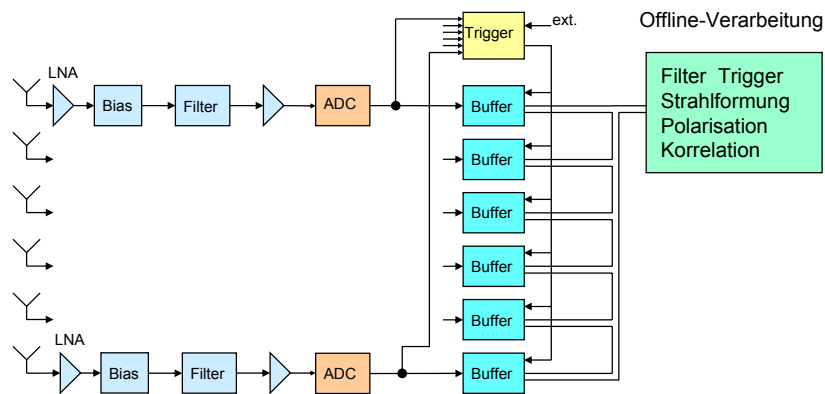 Offline-Verarbeitung
ext.
Trigger
LNA
Filter Trigger
Strahlformung
Polarisation
Korrelation
Bias
Filter
ADC
Buffer
Buffer
Buffer
Buffer
Buffer
LNA
Bias
Filter
ADC
Buffer